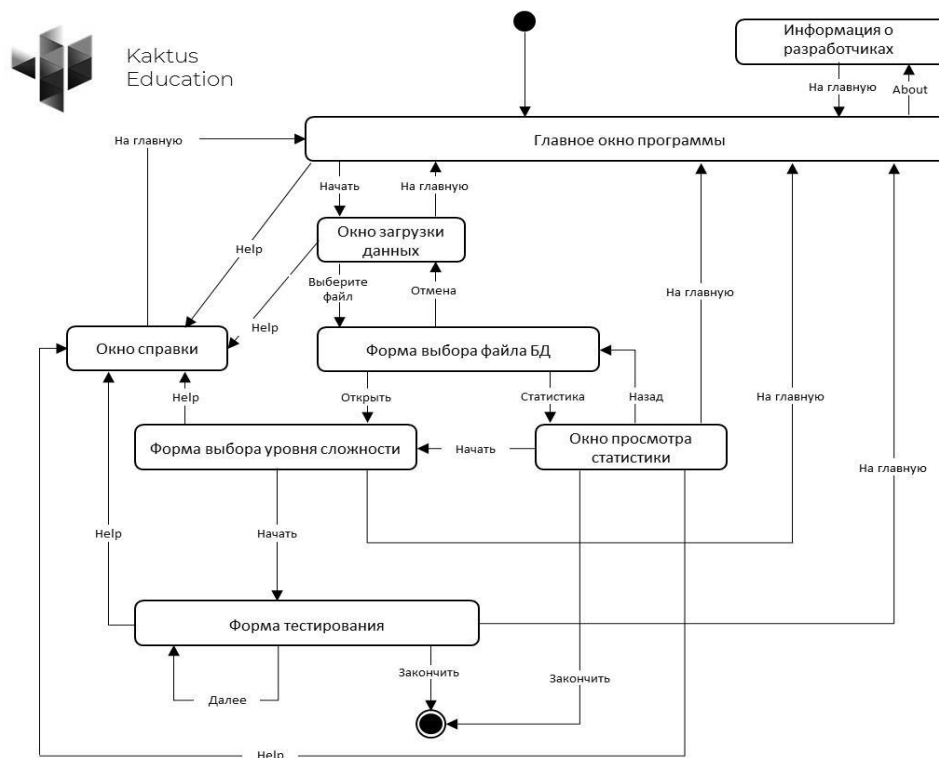 Kaktus
Education
Информация о
разработчиках
На главную
About
Главное окно программы
На главную
Начать
На главную
Окно загрузки
данных
Help
Выберите
файл
Отмена
На главную
Help
Окно справки
Форма выбора файла БД
Help
Открыть
Статистика
Назад
На главную
Форма выбора уровня сложности
Начать
Окно просмотра
статистики
На главную
Help
Начать
Форма тестирования
Далее
Закончить
Закончить
Help